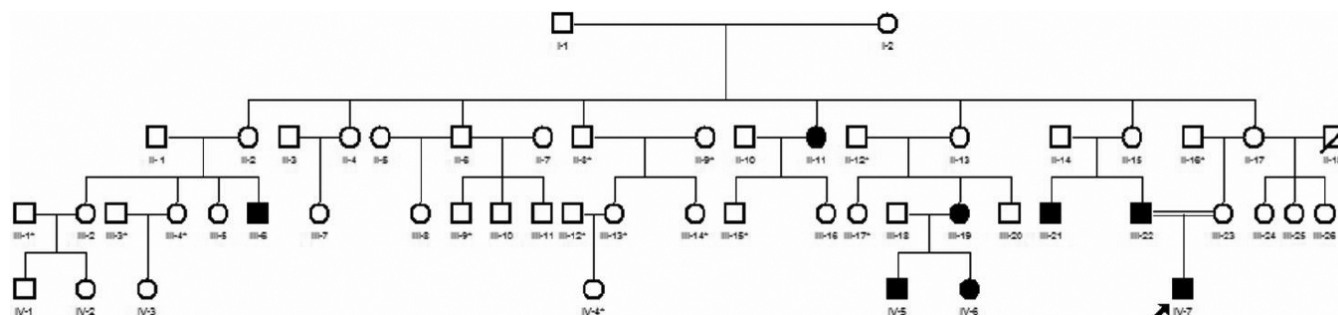 I-1 I-2
II-1 II-2 II-3 II-4 II-5 II-6 II-7 II-8* II-9* II-10 II-11 II-12* II-13 II-14 II-15 II-16* II-17
III-1* III-2 III-3* III-4* III-5 III-6 III-7 III-8 III-9* III-10 III-11 III-12* III-13* III-14* III-15* III-16 III-17* III-18 III-19 III-20 III-21 III-22 III-23 III-24 III-25 III-26
IV-1 IV-2 IV-3 IV-4* IV-5 IV-6 IV-7